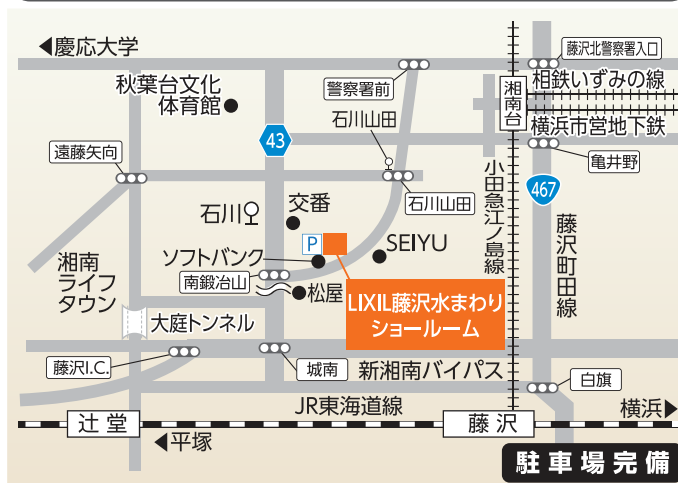 ◀慶応大学
藤沢北警察署入口
秋葉台文化
体育館
警察署前
湘南台
相鉄いずみの線
横浜市営地下鉄
43
石川山田
遠藤矢向
亀井野
石川山田
小田急江ノ島線
467
石川
交番
藤沢町田線
P
SEIYU
ソフトバンク
湘南
ライフ
タウン
南鍛冶山
松屋
LIXIL藤沢水まわり
ショールーム
大庭トンネル
藤沢I.C.
城南
新湘南バイパス
白旗
JR東海道線
横浜▶
辻堂
藤沢
◀平塚
駐車場完備